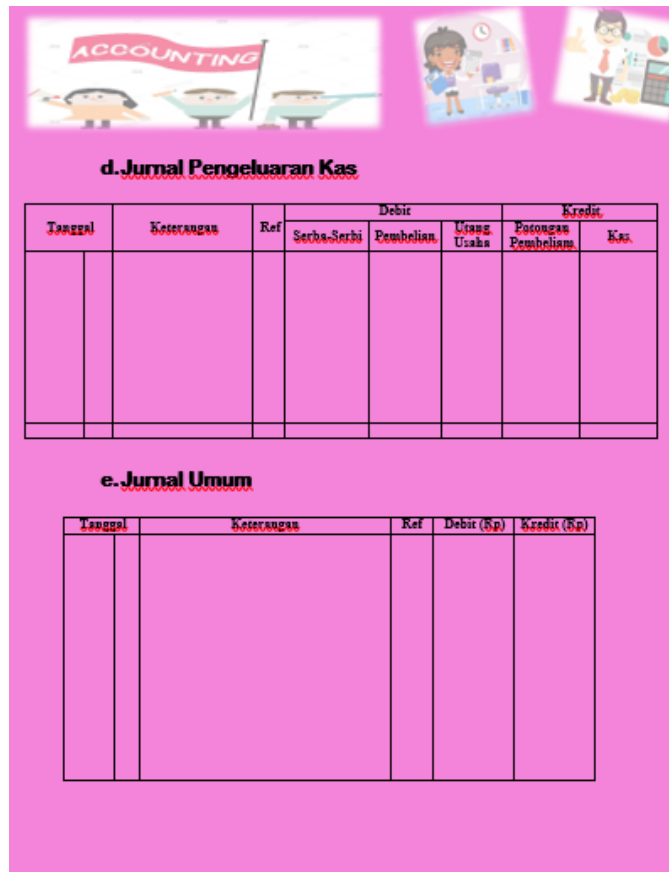 ACCOUNTING
d. Jurnal Pengeluaran Kas
Tanggal Keterangan Ref Debit Kredit
Serba-Serbi Pembelian Utang Usaha Potongan Pembeliam Kas
e. Jurnal Umum
Tanggal Keterangan Ref Debit (Rp) Kredit (Rp)